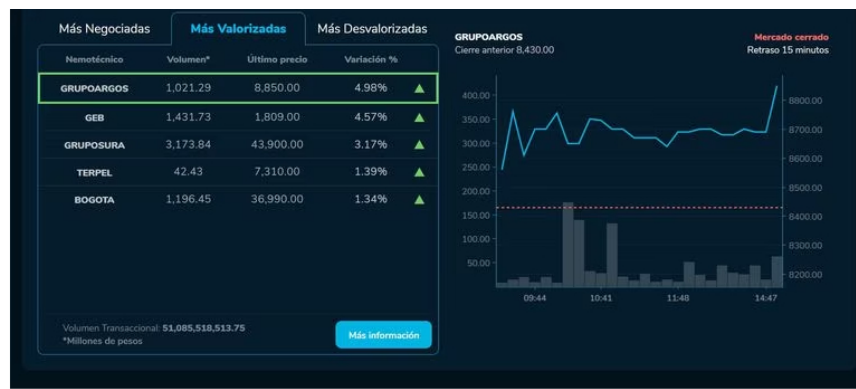 Más Negociadas Más Valorizadas Más Desvalorizadas
Nemotécnico Volumen* Último precio Variación %
GRUPOARGOS 1,021.29 8,850.00 4.98%
GEB 1,431.73 1,809.00 4.57%
GRUPOSURA 3,173.84 43,900.00 3.17%
TERPEL 42.43 7,310.00 1.39%
BOGOTA 1,196.45 36,990.00 1.34%
Volumen Transaccional: 51,085,518,513.75
*Millones de pesos
Más información
GRUPOARGOS Mercado cerrado
Cierre anterior 8,430.00 Retraso 15 minutos
400.00
350.00
300.00
250.00
200.00
150.00
100.00
50.00
8800.00
8700.00
8600.00
8500.00
8400.00
8300.00
8200.00
09:44 10:41 11:48 14:47